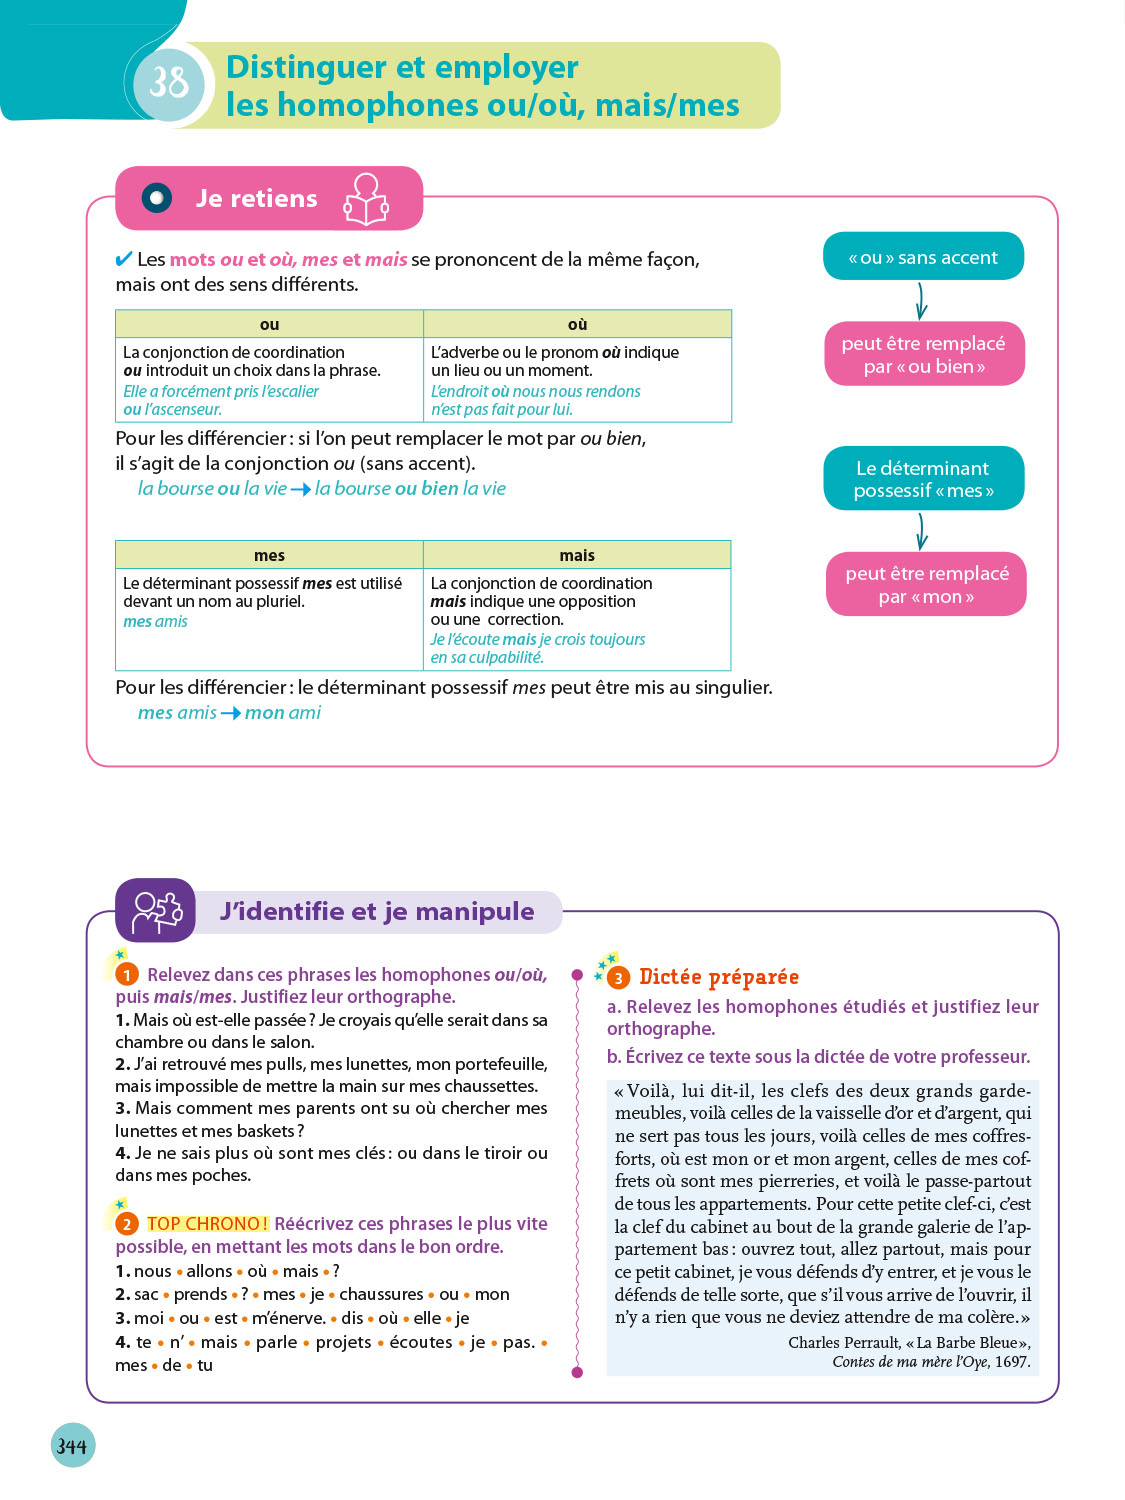 38
Distinguer et employer
les homophones ou/où, mais/mes
Je retiens
✔ Les mots ou et où, mes et mais se prononcent de la même façon,
mais ont des sens différents.
ou
où
La conjonction de coordination
ou introduit un choix dans la phrase.
Elle a forcément pris l’escalier
ou l’ascenseur.
L’adverbe ou le pronom où indique
un lieu ou un moment.
L’endroit où nous nous rendons
n’est pas fait pour lui.
Pour les différencier : si l’on peut remplacer le mot par ou bien,
il s’agit de la conjonction ou (sans accent).
la bourse ou la vie → la bourse ou bien la vie
mes
mais
Le déterminant possessif mes est utilisé
devant un nom au pluriel.
mes amis
La conjonction de coordination
mais indique une opposition
ou une correction.
Je l’écoute mais je crois toujours
en sa culpabilité.
Pour les différencier : le déterminant possessif mes peut être mis au singulier.
mes amis → mon ami
« ou » sans accent
peut être remplacé
par « ou bien »
Le déterminant
possessif « mes »
peut être remplacé
par « mon »
J’identifie et je manipule
1 Relevez dans ces phrases les homophones ou/où,
puis mais/mes. Justifiez leur orthographe.
1. Mais où est-elle passée ? Je croyais qu’elle serait dans sa
chambre ou dans le salon.
2. J’ai retrouvé mes pulls, mes lunettes, mon portefeuille,
mais impossible de mettre la main sur mes chaussettes.
3. Mais comment mes parents ont su où chercher mes
lunettes et mes baskets ?
4. Je ne sais plus où sont mes clés : ou dans le tiroir ou
dans mes poches.
2 TOP CHRONO ! Réécrivez ces phrases le plus vite
possible, en mettant les mots dans le bon ordre.
1. nous • allons • où • mais • ?
2. sac • prends • ? • mes • je • chaussures • ou • mon
3. moi • ou • est • m’énerve. • dis • où • elle • je
4. te • n’ • mais • parle • projets • écoutes • je • pas. •
mes • de • tu
3 Dictée préparée
a. Relevez les homophones étudiés et justifiez leur
orthographe.
b. Écrivez ce texte sous la dictée de votre professeur.
« Voilà, lui dit-il, les clefs des deux grands garde-
meubles, voilà celles de la vaisselle d’or et d’argent, qui
ne sert pas tous les jours, voilà celles de mes coffres-
forts, où est mon or et mon argent, celles de mes cof-
frets où sont mes pierreries, et voilà le passe-partout
de tous les appartements. Pour cette petite clef-ci, c’est
la clef du cabinet au bout de la grande galerie de l’ap-
partement bas : ouvrez tout, allez partout, mais pour
ce petit cabinet, je vous défends d’y entrer, et je vous le
défends de telle sorte, que s’il vous arrive de l’ouvrir, il
n’y a rien que vous ne deviez attendre de ma colère.»
Charles Perrault, « La Barbe Bleue »,
Contes de ma mère l’Oye, 1697.
344